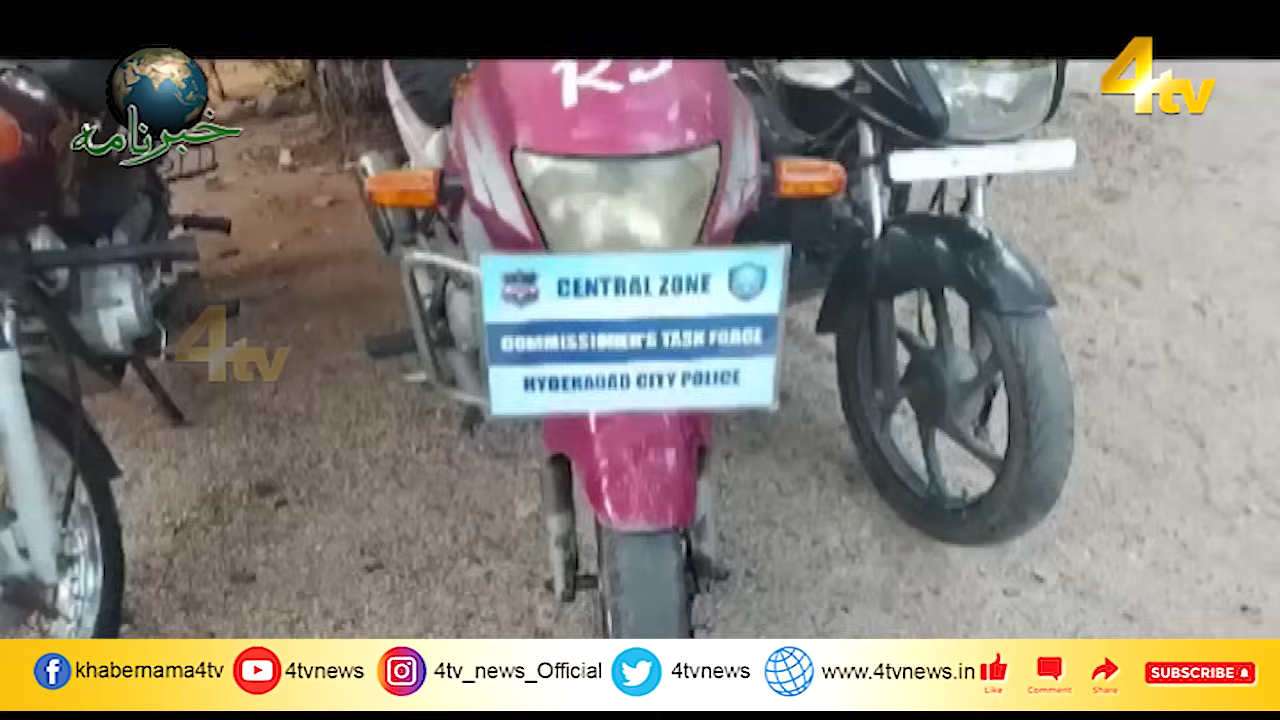 خبرنامہ
4tv
RJ
CENTRAL ZONE
COMMISSIONER'S TASK FORCE
HYDERABAD CITY POLICE
4tv
khabernama4tv
4tvnews
4tv_news_Official
4tvnews
www.4tvnews.in
Like
Comment
Share
SUBSCRIBE